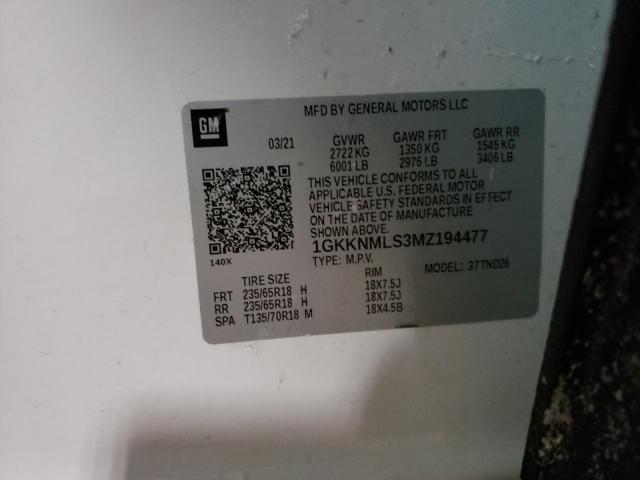 GM
MFD BY GENERAL MOTORS LLC
03/21 GVWR GAWR FRT GAWR RR
2722 KG 1350 KG 1545 KG
6001 LB 2976 LB 3406 LB
THIS VEHICLE CONFORMS TO ALL
APPLICABLE U.S. FEDERAL MOTOR
VEHICLE SAFETY STANDARDS IN EFFECT
ON THE DATE OF MANUFACTURE
SHOWN ABOVE.
140X
1GKKNMLS3MZ194477
TYPE: M.P.V. MODEL: 37TND26
TIRE SIZE RIM
FRT 235/65R18 H 18X7.5J
RR 235/65R18 H 18X7.5J
SPA T135/70R18 M 18X4.5B